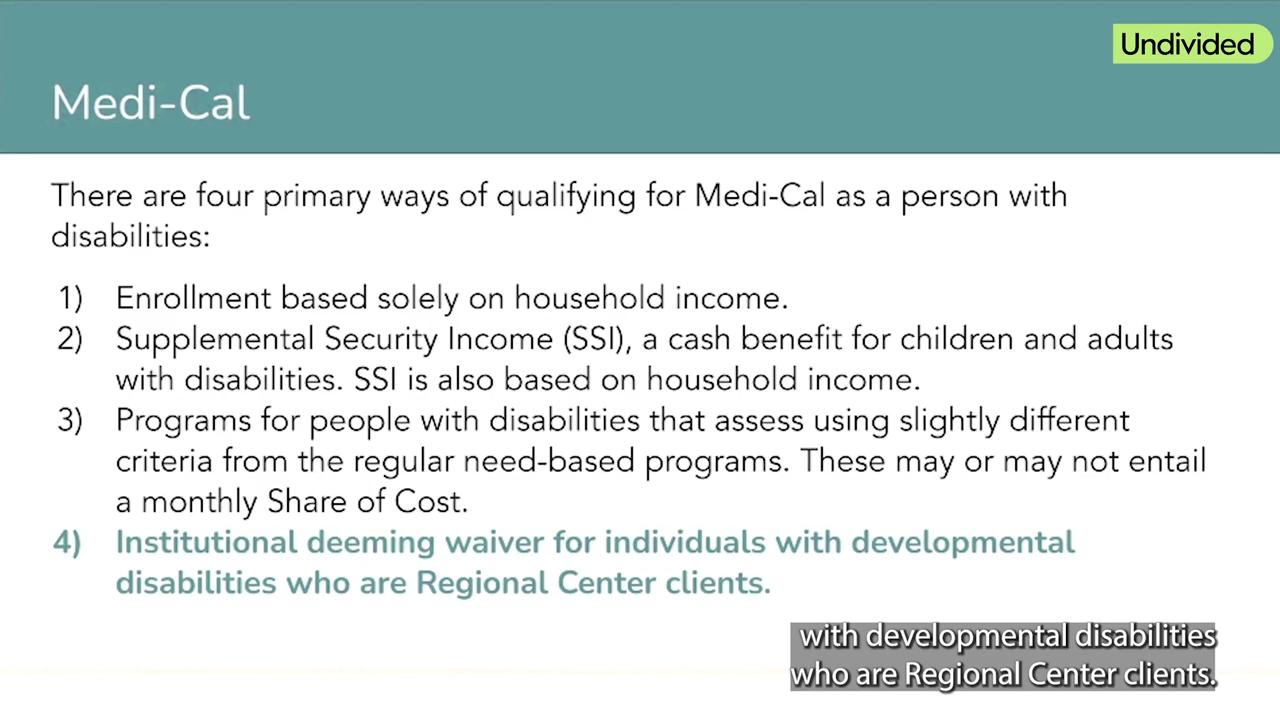 Undivided
Medi-Cal
There are four primary ways of qualifying for Medi-Cal as a person with
disabilities:
1) Enrollment based solely on household income.
2) Supplemental Security Income (SSI), a cash benefit for children and adults
with disabilities. SSI is also based on household income.
3) Programs for people with disabilities that assess using slightly different
criteria from the regular need-based programs. These may or may not entail
a monthly Share of Cost.
4) Institutional deeming waiver for individuals with developmental
disabilities who are Regional Center clients.
with developmental disabilities
who are Regional Center clients.